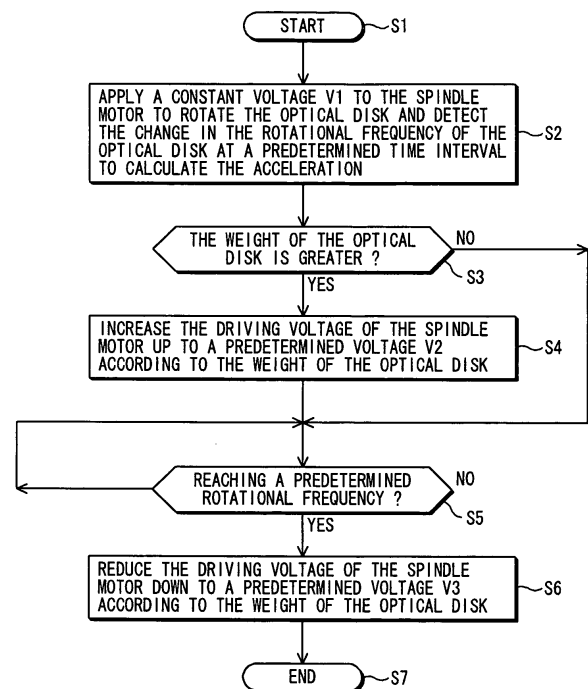 START
S1
APPLY A CONSTANT VOLTAGE V1 TO THE SPINDLE
MOTOR TO ROTATE THE OPTICAL DISK AND DETECT
THE CHANGE IN THE ROTATIONAL FREQUENCY OF THE
OPTICAL DISK AT A PREDETERMINED TIME INTERVAL
TO CALCULATE THE ACCELERATION
S2
THE WEIGHT OF THE OPTICAL
DISK IS GREATER ?
NO
S3
YES
INCREASE THE DRIVING VOLTAGE OF THE SPINDLE
MOTOR UP TO A PREDETERMINED VOLTAGE V2
ACCORDING TO THE WEIGHT OF THE OPTICAL DISK
S4
REACHING A PREDETERMINED
ROTATIONAL FREQUENCY ?
NO
S5
YES
REDUCE THE DRIVING VOLTAGE OF THE SPINDLE
MOTOR DOWN TO A PREDETERMINED VOLTAGE V3
ACCORDING TO THE WEIGHT OF THE OPTICAL DISK
S6
END
S7